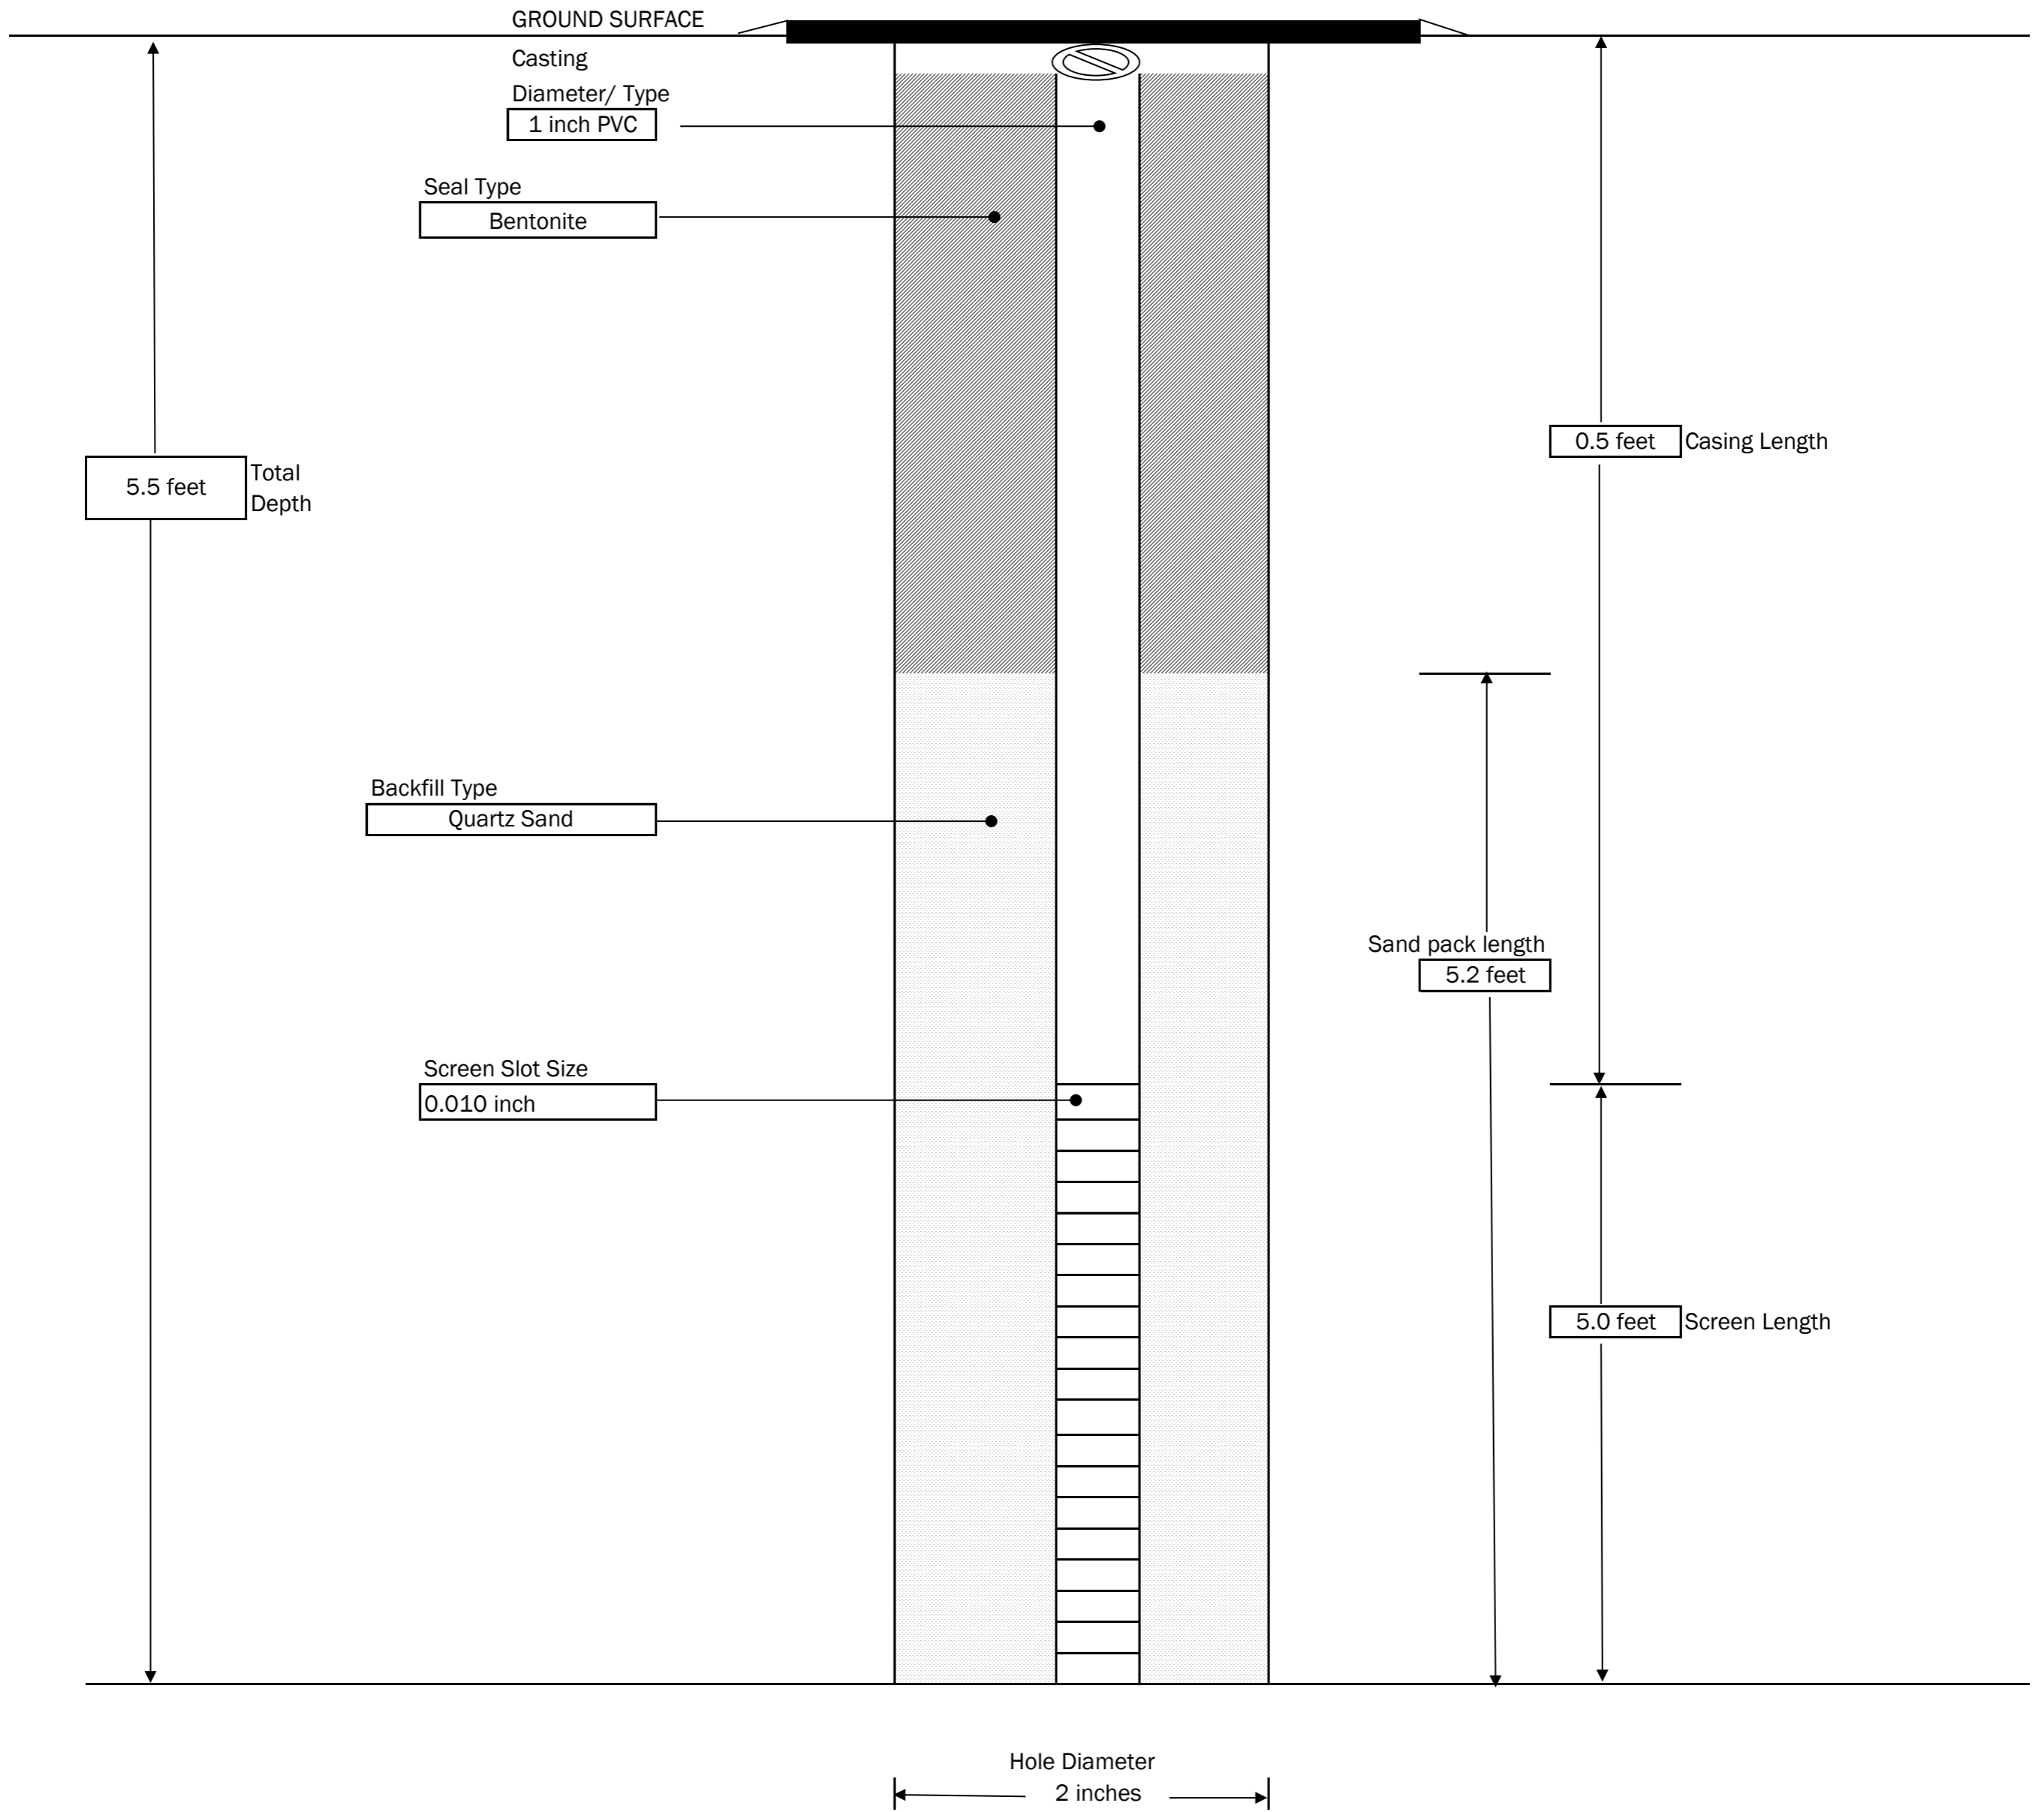 GROUND SURFACE
Casting
Diameter/ Type
1 inch PVC
Seal Type
Bentonite
0.5 feet Casing Length
5.5 feet
Total
Depth
Backfill Type
Quartz Sand
Sand pack length
5.2 feet
Screen Slot Size
0.010 inch
5.0 feet Screen Length
Hole Diameter
2 inches